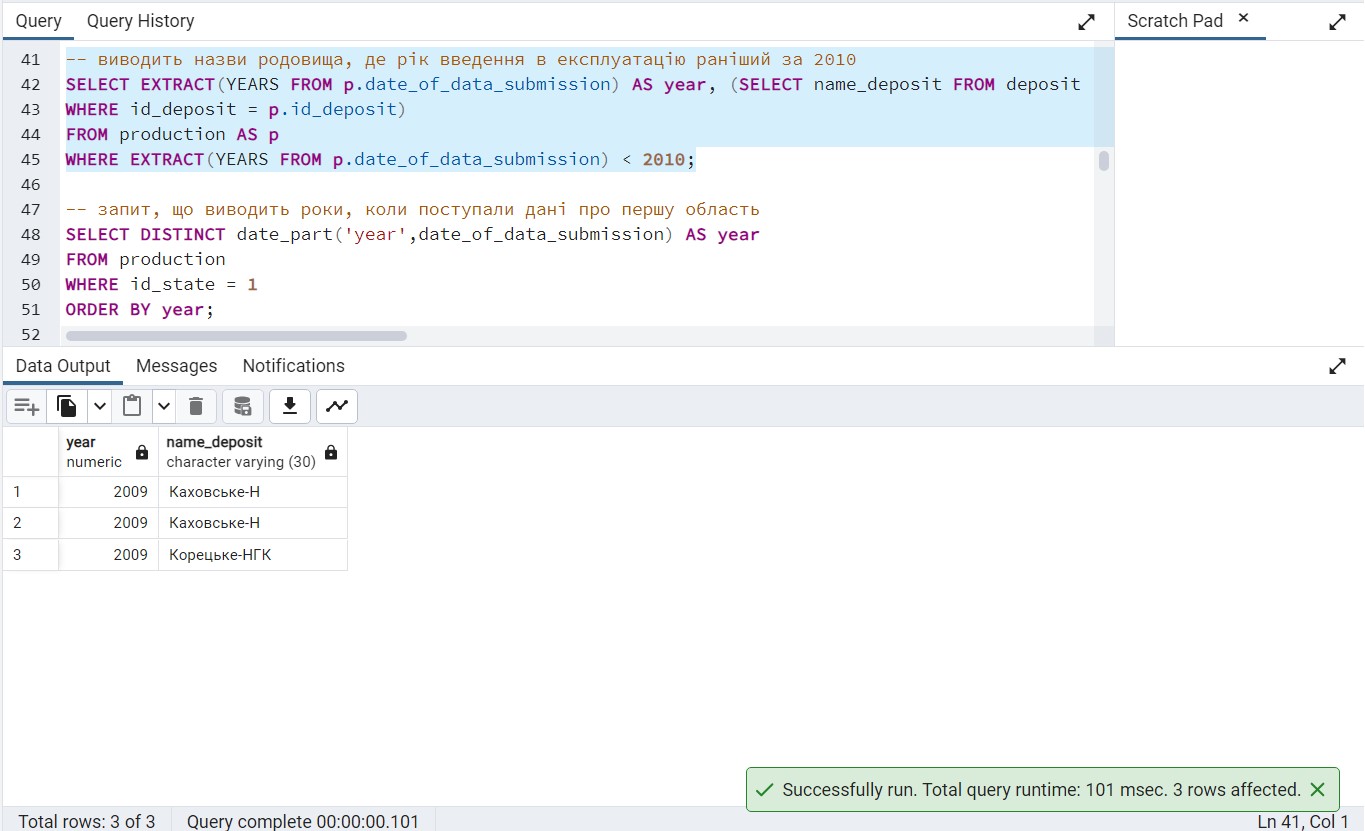 Query Query History
Scratch Pad ×
41 -- виводить назви родовища, де рік введення в експлуатацію раніший за 2010
42 SELECT EXTRACT(YEARS FROM p.date_of_data_submission) AS year, (SELECT name_deposit FROM deposit
43 WHERE id_deposit = p.id_deposit)
44 FROM production AS p
45 WHERE EXTRACT(YEARS FROM p.date_of_data_submission) < 2010;
46
47 -- запит, що виводить роки, коли поступали дані про першу область
48 SELECT DISTINCT date_part('year',date_of_data_submission) AS year
49 FROM production
50 WHERE id_state = 1
51 ORDER BY year;
52
Data Output Messages Notifications
year name_deposit
numeric character varying (30)
1 2009 Каховське-Н
2 2009 Каховське-Н
3 2009 Корецьке-НГК
Successfully run. Total query runtime: 101 msec. 3 rows affected.
Total rows: 3 of 3 Query complete 00:00:00.101 Ln 41, Col 1